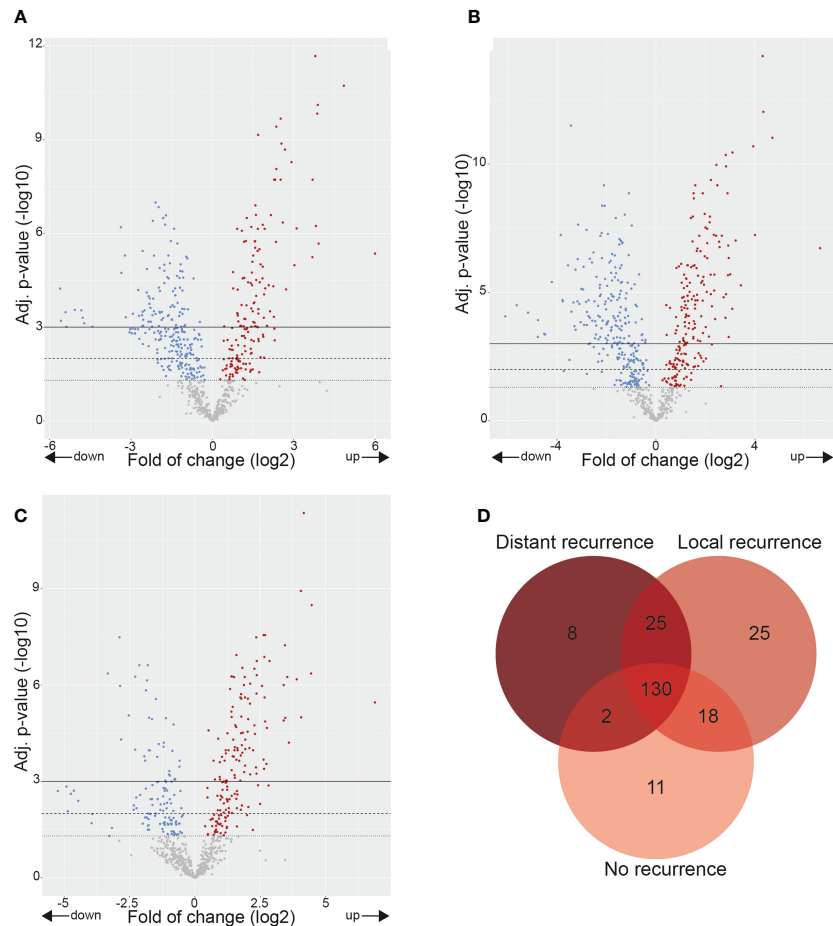 A
12
9
6
3
0
Adj. p-value (-log10)
-6
-3
0
3
6
down
Fold of change (log2)
up
B
10
5
0
Adj. p-value (-log10)
-4
0
4
down
Fold of change (log2)
up
C
9
6
3
0
Adj. p-value (-log10)
-5
-2.5
0
2.5
5
down
Fold of change (log2)
up
D
Distant recurrence
Local recurrence
8
25
25
130
2
18
11
No recurrence